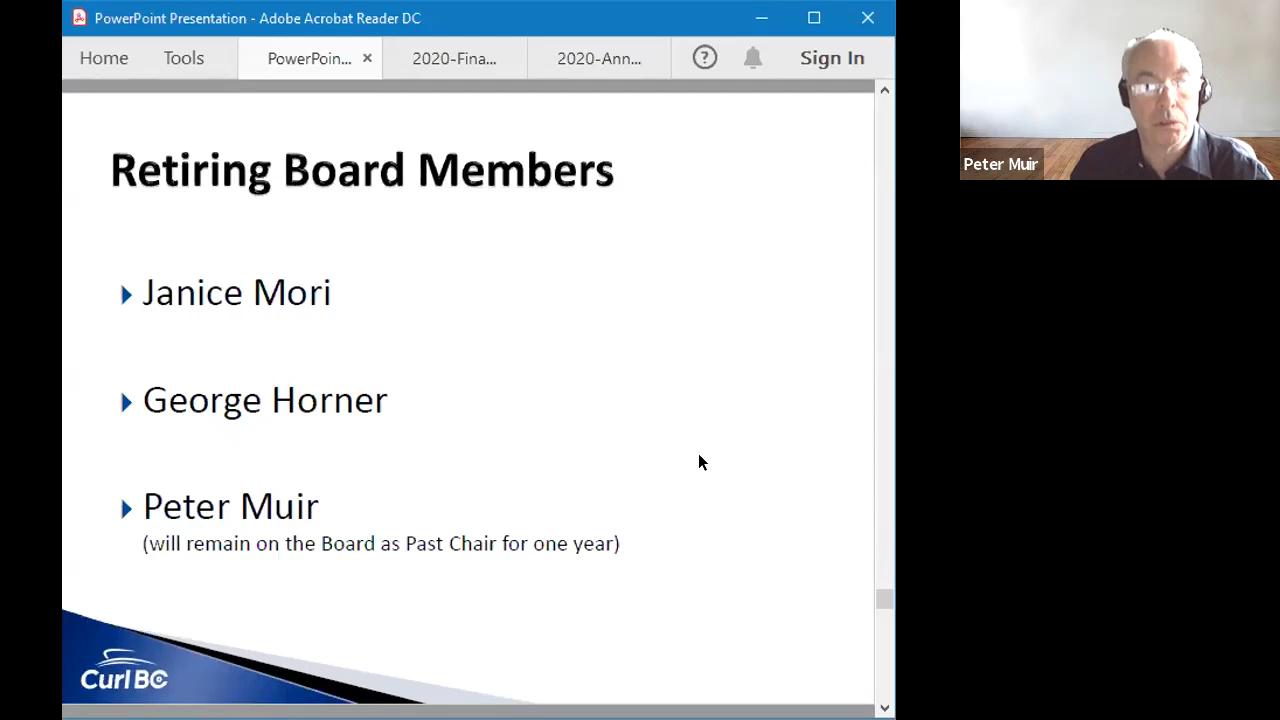 PowerPoint Presentation - Adobe Acrobat Reader DC
Home Tools PowerPoin... × 2020-Fina... 2020-Ann... ? Sign In
Retiring Board Members
Janice Mori
George Horner
Peter Muir
(will remain on the Board as Past Chair for one year)
Curl BC
Peter Muir